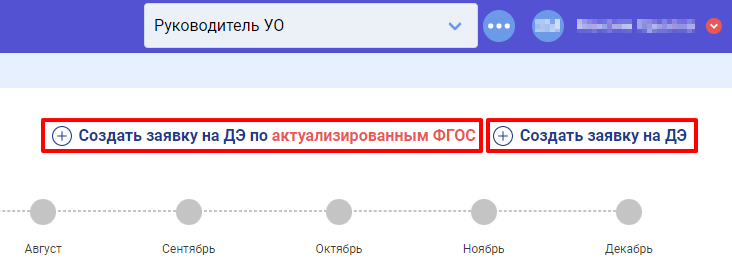 Руководитель УО
Создать заявку на ДЭ по актуализированным ФГОС
Создать заявку на ДЭ
Август Сентябрь Октябрь Ноябрь Декабрь